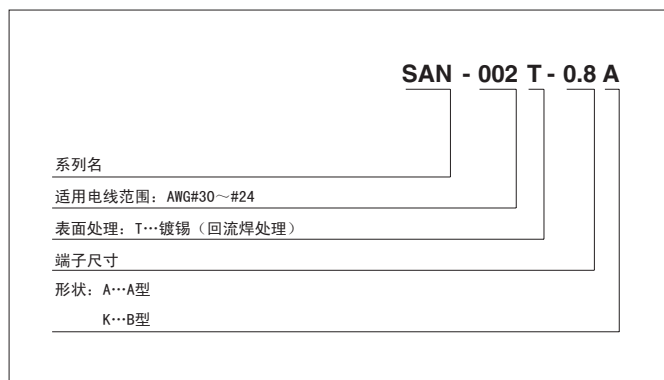 SAN - 002 T - 0.8 A
系列名
适用电线范围：AWG#30～#24
表面处理：T…镀锡（回流焊处理）
端子尺寸
形状：A…A型
K…B型